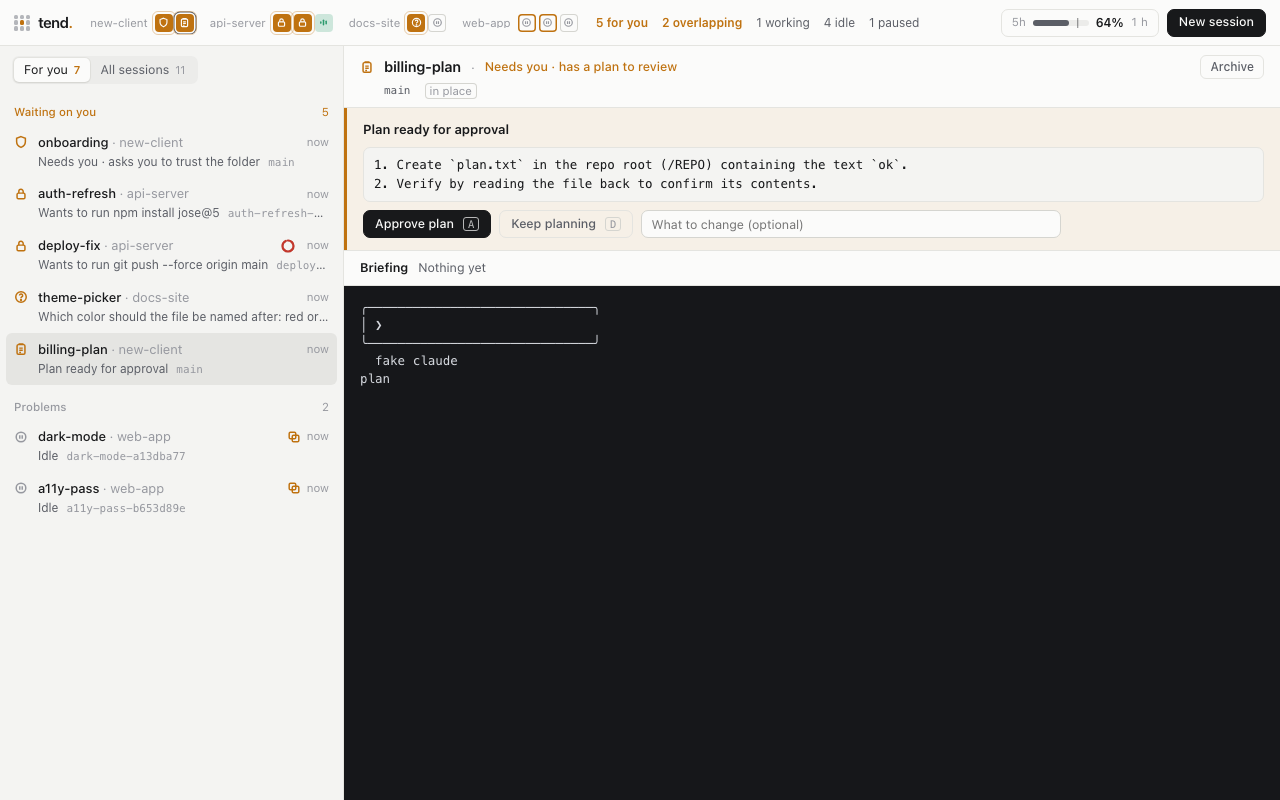 tend. new-client api-server docs-site web-app 5 for you 2 overlapping 1 working 4 idle 1 paused 5h 64% 1 h New session
For you 7 All sessions 11
Waiting on you 5
onboarding · new-client now
Needs you · asks you to trust the folder main
auth-refresh · api-server now
Wants to run npm install jose@5 auth-refresh-…
deploy-fix · api-server now
Wants to run git push --force origin main deploy…
theme-picker · docs-site now
Which color should the file be named after: red or…
billing-plan · new-client now
Plan ready for approval main
Problems 2
dark-mode · web-app now
Idle dark-mode-a13dba77
a11y-pass · web-app now
Idle a11y-pass-b653d89e
billing-plan · Needs you · has a plan to review Archive
main in place
Plan ready for approval
1. Create `plan.txt` in the repo root (/REPO) containing the text `ok`.
2. Verify by reading the file back to confirm its contents.
Approve plan A Keep planning D What to change (optional)
Briefing Nothing yet
❯
fake claude
plan